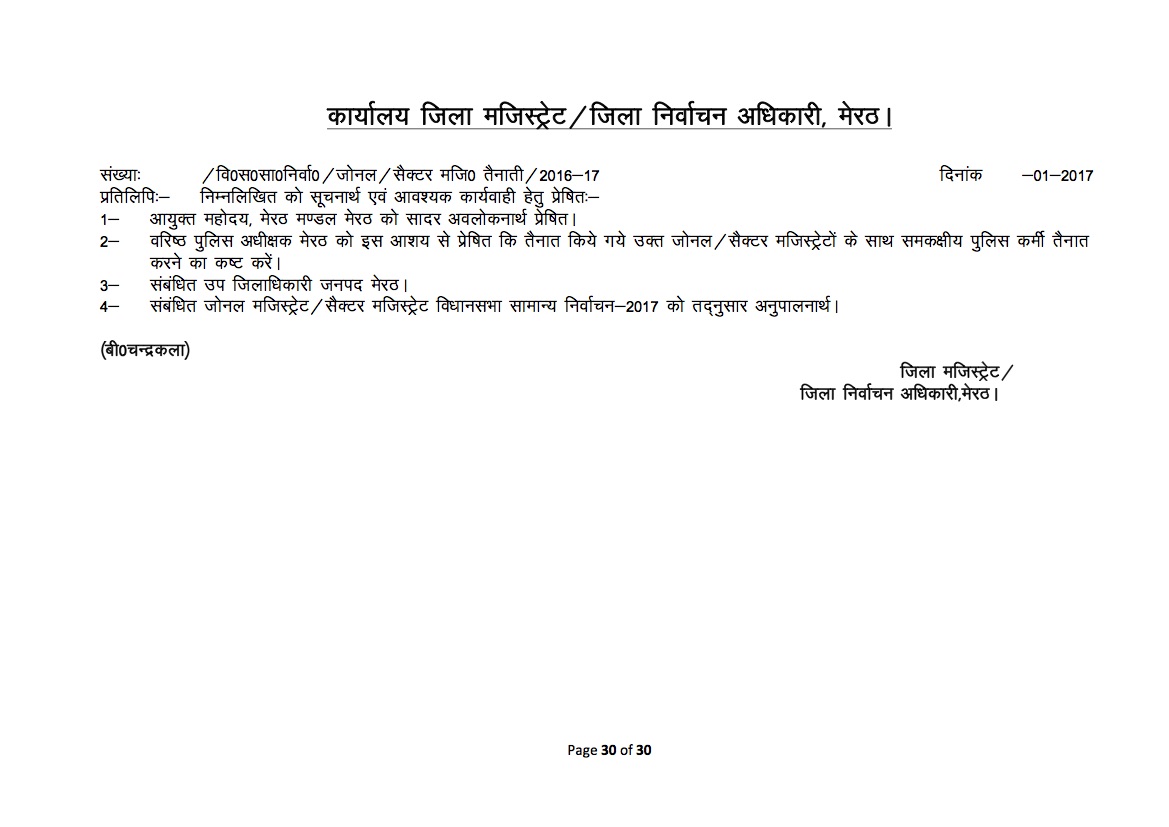 कार्यालय जिला मजिस्ट्रेट/जिला निर्वाचन अधिकारी, मेरठ।
संख्याः /वि0स0सा0निर्वा0/जोनल/सैक्टर मजि0 तैनाती/2016–17 दिनांक –01–2017
प्रतिलिपिः– निम्नलिखित को सूचनार्थ एवं आवश्यक कार्यवाही हेतु प्रेषितः–
1– आयुक्त महोदय, मेरठ मण्डल मेरठ को सादर अवलोकनार्थ प्रेषित।
2– वरिष्ठ पुलिस अधीक्षक मेरठ को इस आशय से प्रेषित कि तैनात किये गये उक्त जोनल/सैक्टर मजिस्ट्रेटों के साथ समकक्षीय पुलिस कर्मी तैनात
करने का कष्ट करें।
3– संबंधित उप जिलाधिकारी जनपद मेरठ।
4– संबंधित जोनल मजिस्ट्रेट/सैक्टर मजिस्ट्रेट विधानसभा सामान्य निर्वाचन–2017 को तद्नुसार अनुपालनार्थ।
(बी0चन्द्रकला)
जिला मजिस्ट्रेट/
जिला निर्वाचन अधिकारी,मेरठ।
Page 30 of 30